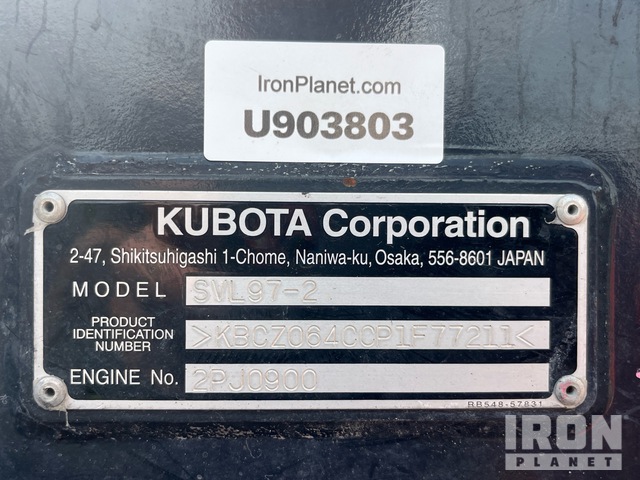 IronPlanet.com
U903803
KUBOTA Corporation
2-47, Shikitsuhigashi 1-Chome, Naniwa-ku, Osaka, 556-8601 JAPAN
MODEL SVL97-2
PRODUCT
IDENTIFICATION
NUMBER >KBCZ064CCP1F77211<
ENGINE No. 2PJ0900
RB548-57831
IRON
PLANET